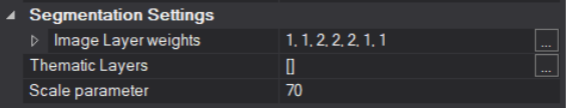 Segmentation Settings
Image Layer weights 1, 1, 2, 2, 2, 1, 1 ...
Thematic Layers [] ...
Scale parameter 70